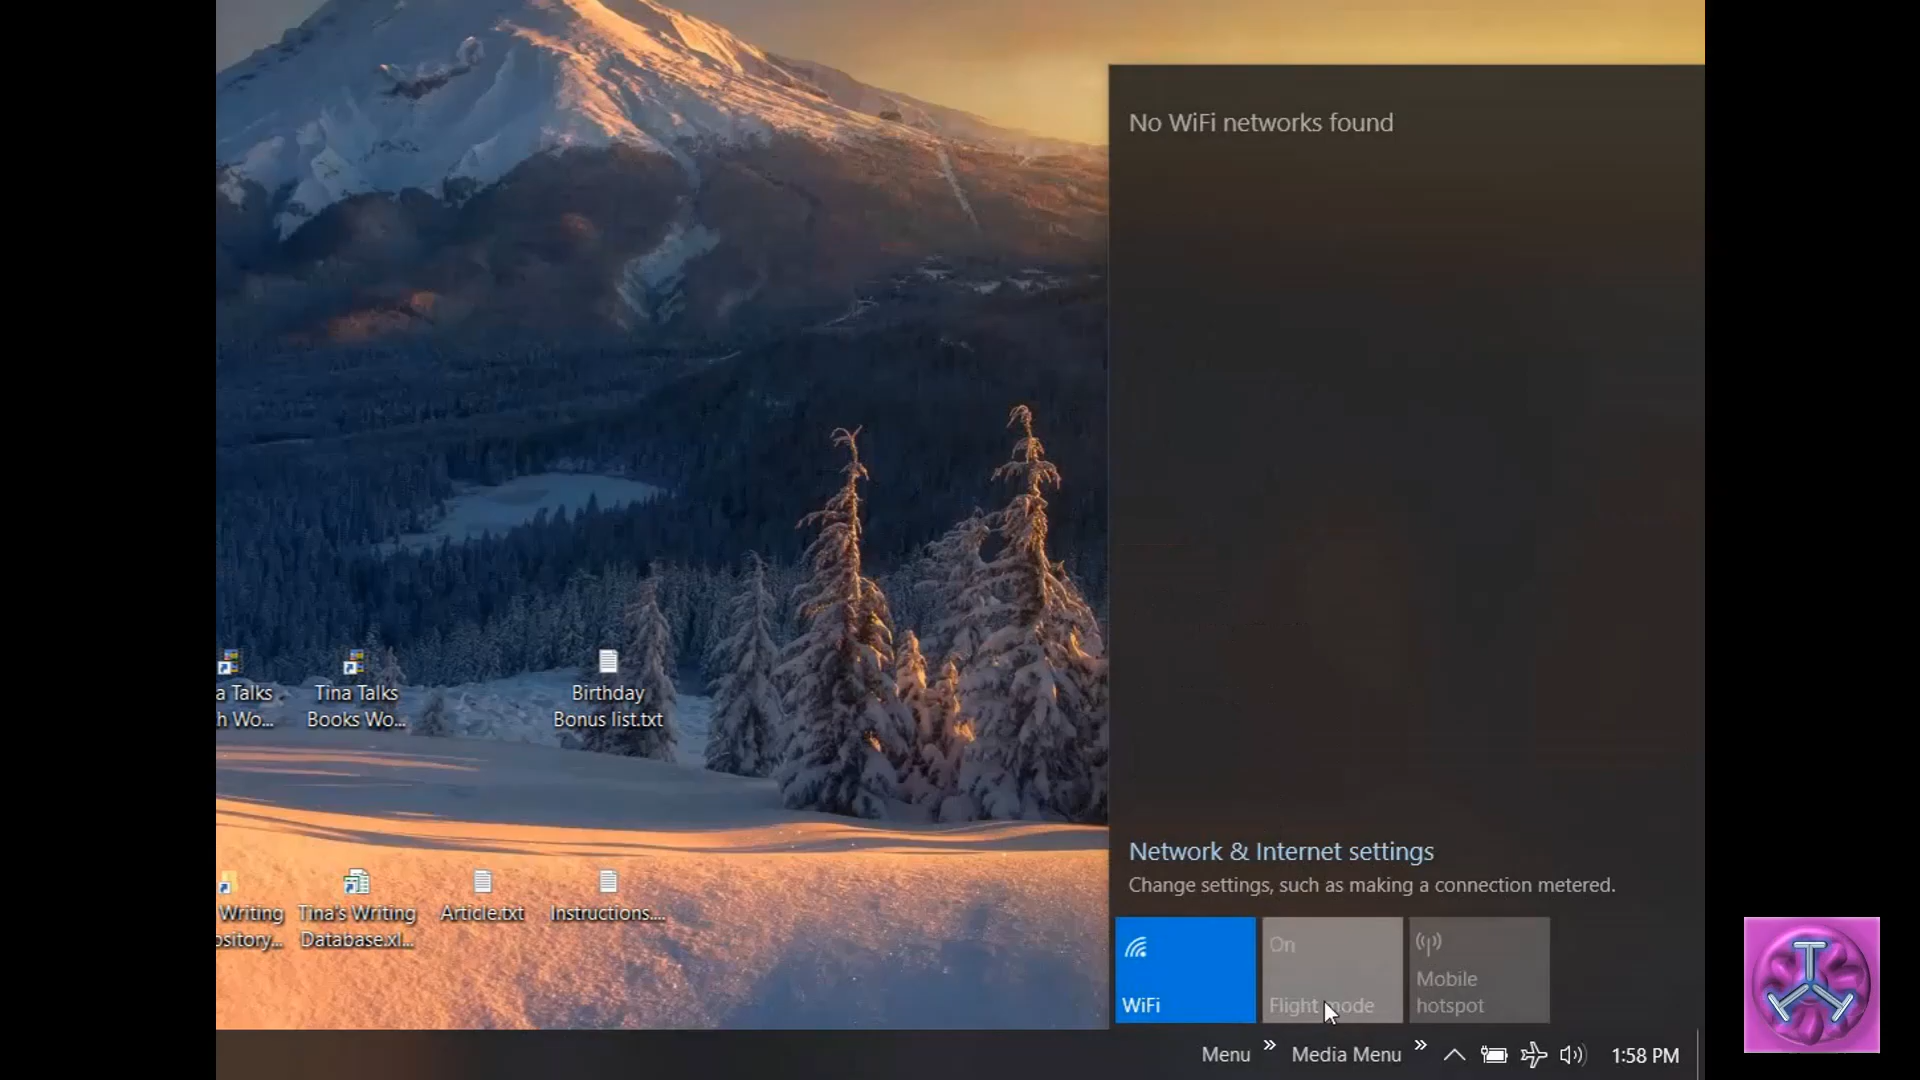 No WiFi networks found
a Talks
h Wo...
Tina Talks
Books Wo...
Birthday
Bonus list.txt
Writing
ository...
Tina's Writing
Database.xl...
Article.txt
Instructions....
Network & Internet settings
Change settings, such as making a connection metered.
WiFi
On
Flight mode
Mobile
hotspot
Menu
»
Media Menu
»
1:58 PM